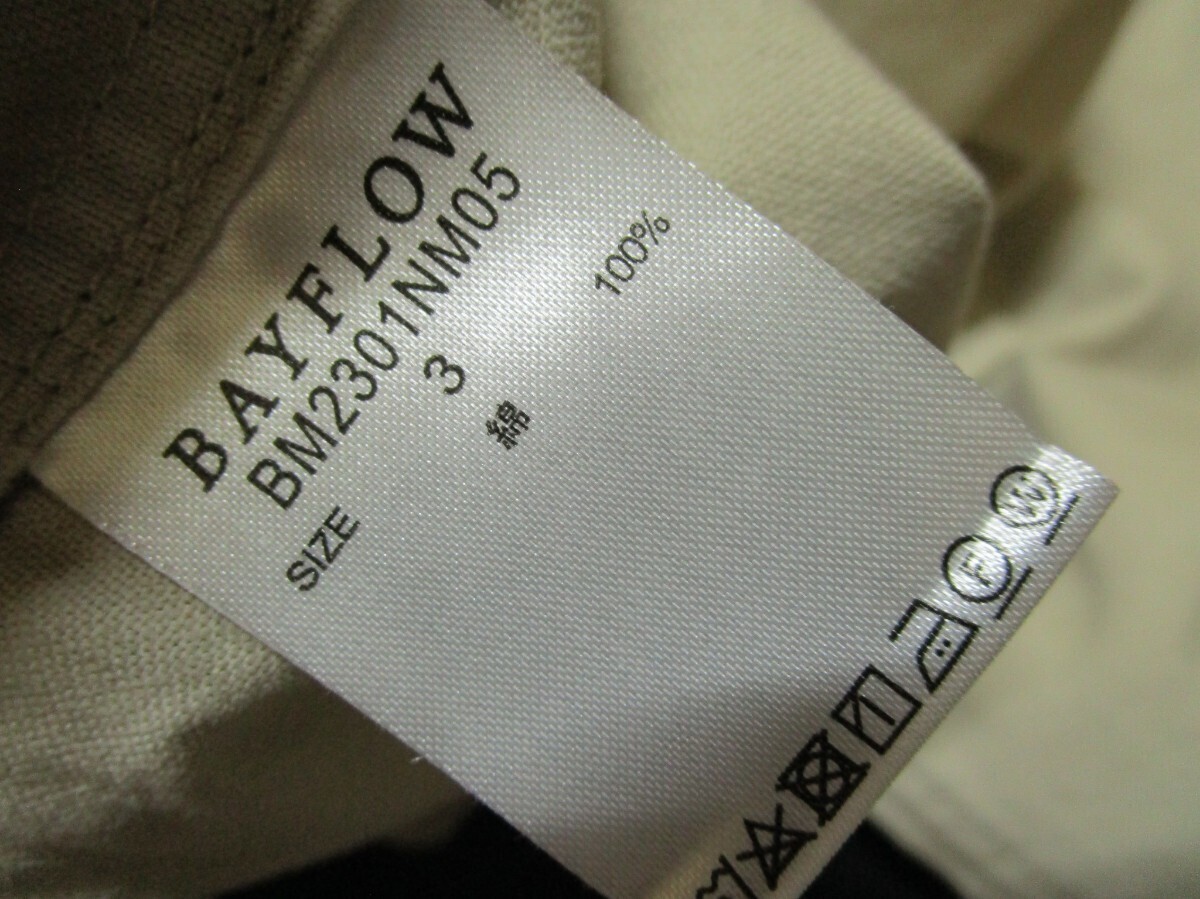 BAYFLOW
BM2301NM05
SIZE 3
綿 100%
F
W